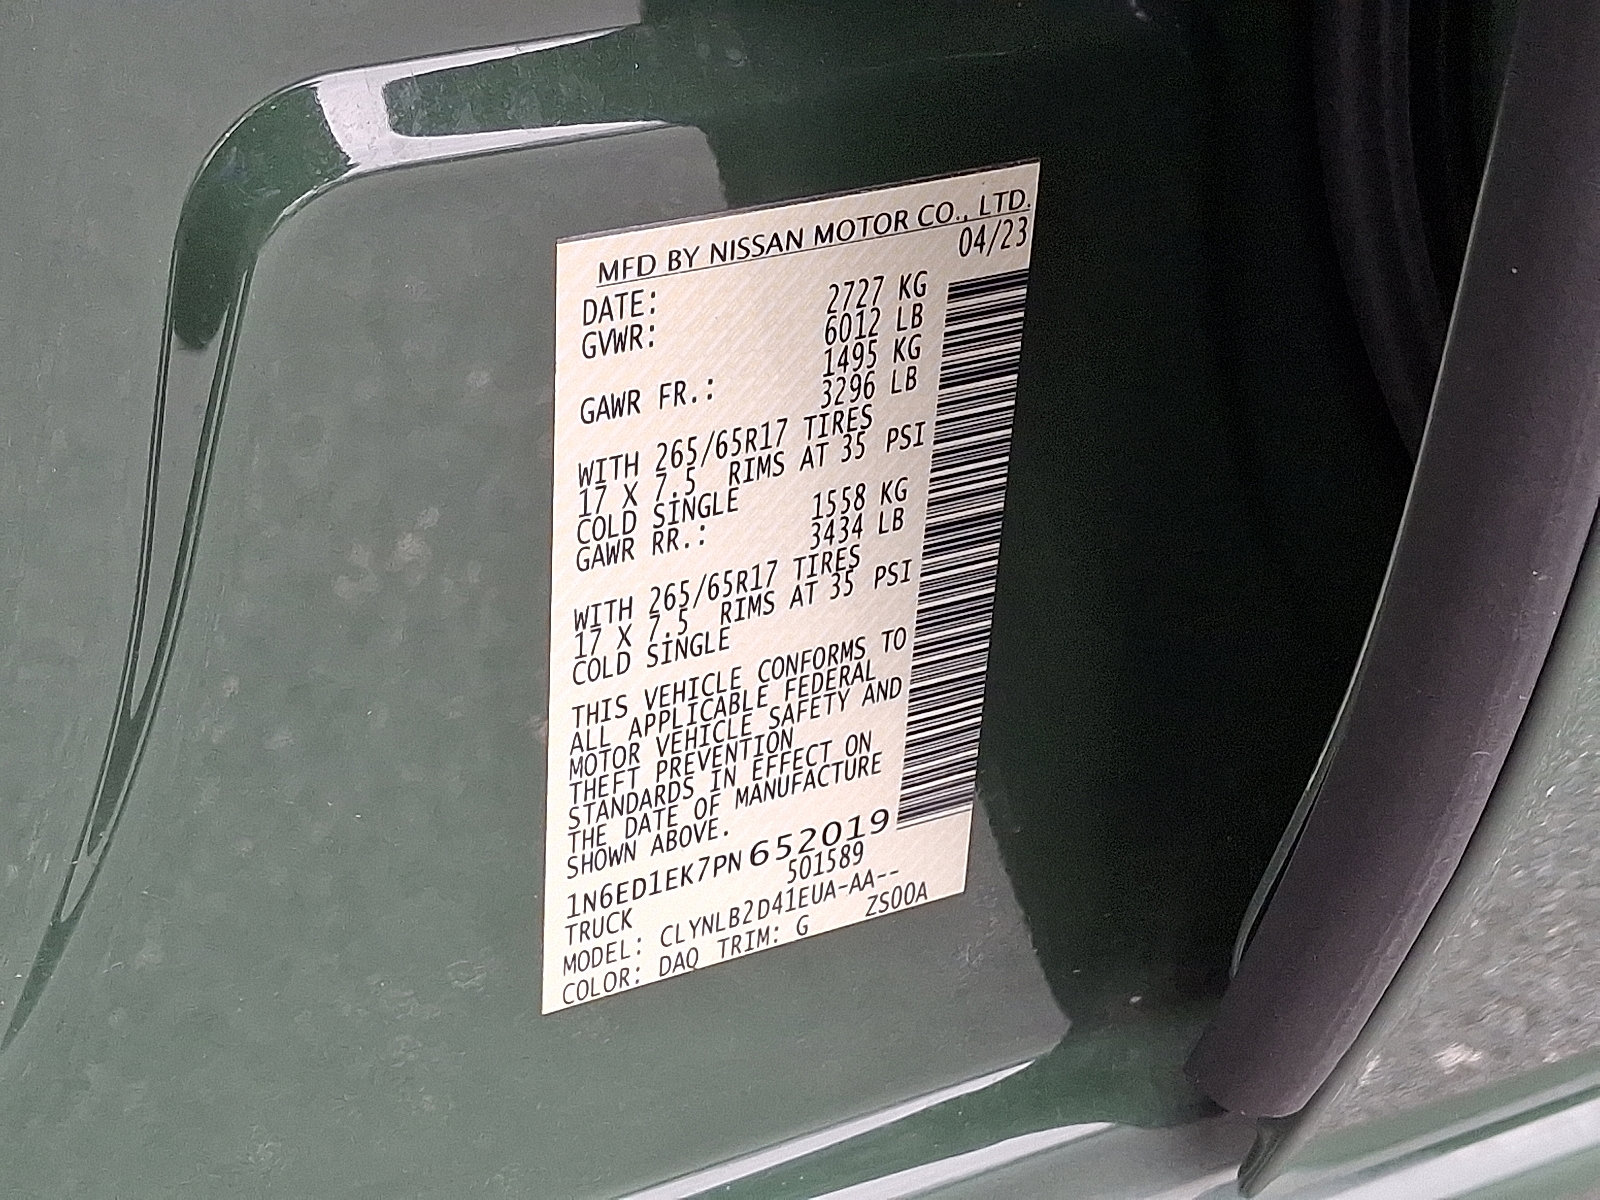 MFD BY NISSAN MOTOR CO., LTD.
DATE: 04/23
GVWR: 2727 KG
6012 LB
GAWR FR.: 1495 KG
3296 LB
WITH 265/65R17 TIRES
17 X 7.5 RIMS AT 35 PSI
COLD SINGLE
GAWR RR.: 1558 KG
3434 LB
WITH 265/65R17 TIRES
17 X 7.5 RIMS AT 35 PSI
COLD SINGLE
THIS VEHICLE CONFORMS TO
ALL APPLICABLE FEDERAL
MOTOR VEHICLE SAFETY AND
THEFT PREVENTION
STANDARDS IN EFFECT ON
THE DATE OF MANUFACTURE
SHOWN ABOVE.
1N6ED1EK7PN652019
TRUCK 501589
MODEL: CLYNLB2D41EUA-AA--
COLOR: DAQ TRIM: G ZS00A